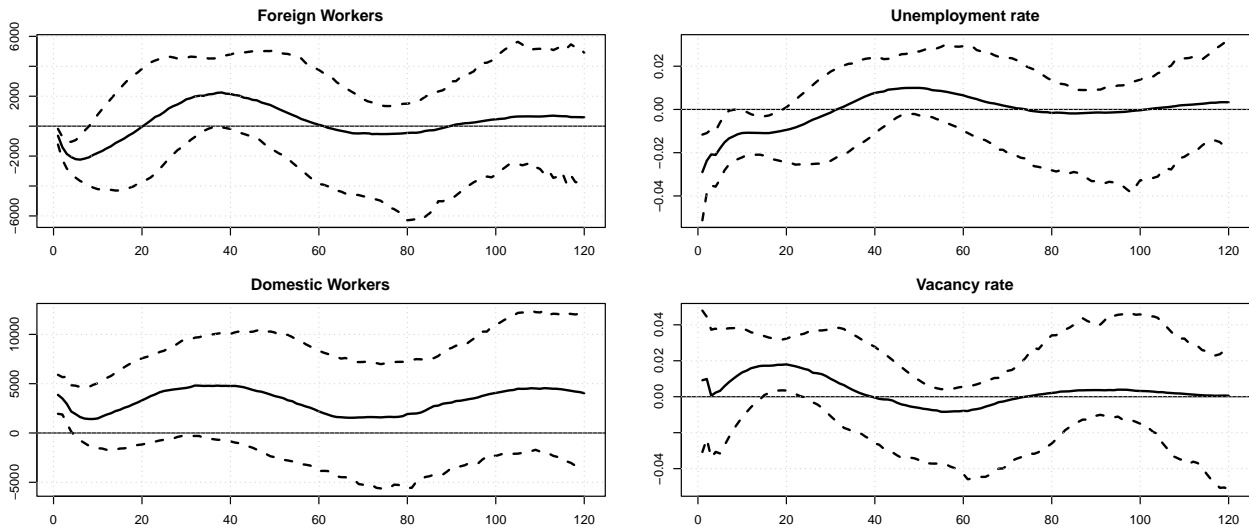 Foreign Workers
6000
2000
−2000
−6000
0 20 40 60 80 100 120
Unemployment rate
0.02
0.00
−0.02
−0.04
0 20 40 60 80 100 120
Domestic Workers
10000
5000
0
−5000
0 20 40 60 80 100 120
Vacancy rate
0.04
0.02
0.00
−0.04
0 20 40 60 80 100 120